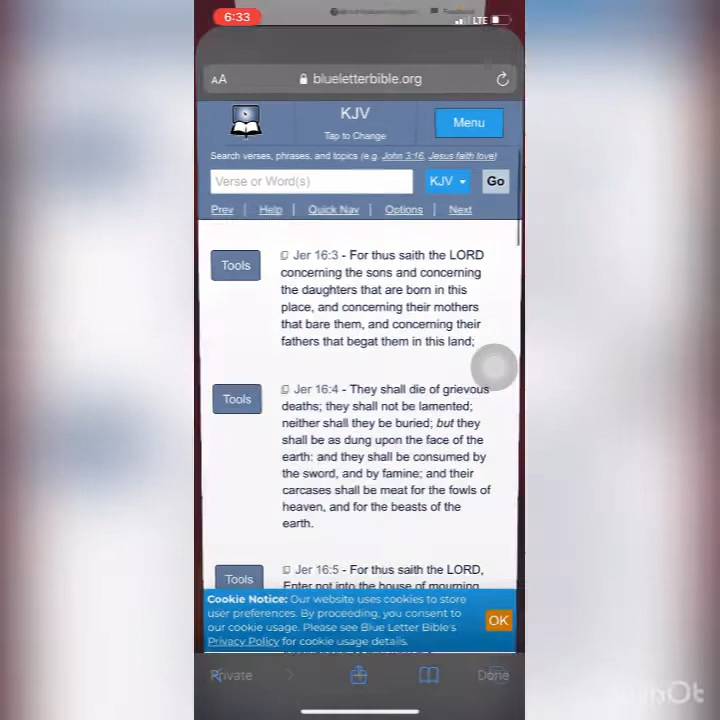 6:33
LTE
AA
blueletterbible.org
KJV
Tap to Change
Menu
Search verses, phrases, and topics (e.g. John 3:16, Jesus faith love)
Verse or Word(s)
KJV
Go
Prev | Help | Quick Nav | Options | Next
Tools
Jer 16:3 - For thus saith the LORD
concerning the sons and concerning
the daughters that are born in this
place, and concerning their mothers
that bare them, and concerning their
fathers that begat them in this land;
Tools
Jer 16:4 - They shall die of grievous
deaths; they shall not be lamented;
neither shall they be buried; but they
shall be as dung upon the face of the
earth: and they shall be consumed by
the sword, and by famine; and their
carcases shall be meat for the fowls of
heaven, and for the beasts of the
earth.
Tools
Jer 16:5 - For thus saith the LORD,
Enter not into the house of mourning
Cookie Notice: Our website uses cookies to store
user preferences. By proceeding, you consent to
our cookie usage. Please see Blue Letter Bible's
Privacy Policy for cookie usage details.
OK
Private
Done